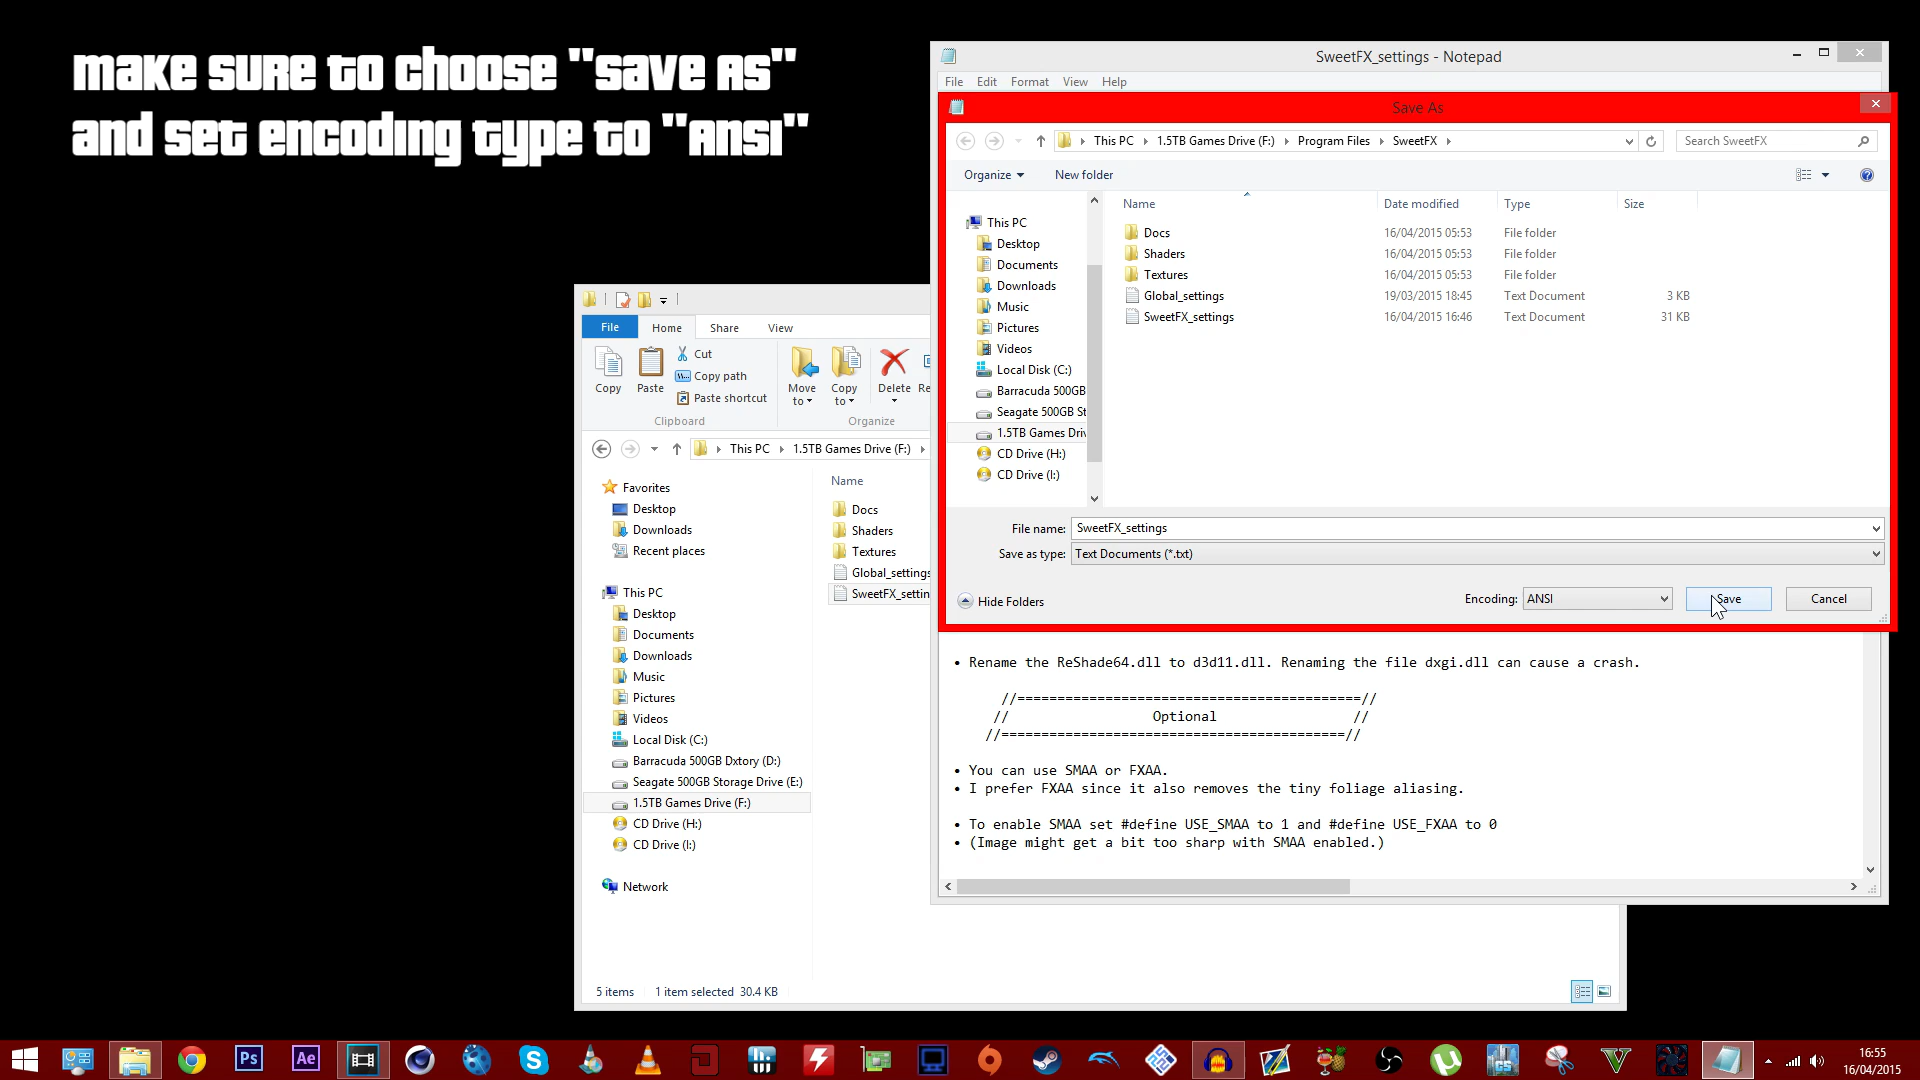 make sure to choose "save as"
and set encoding type to "ansi"
SweetFX_settings - Notepad
File Edit Format View Help
Save As
This PC 1.5TB Games Drive (F:) Program Files SweetFX
Search SweetFX
Organize New folder
Name Date modified Type Size
This PC
Desktop
Documents
Downloads
Music
Pictures
Videos
Local Disk (C:)
Barracuda 500GB
Seagate 500GB St
1.5TB Games Driv
CD Drive (H:)
CD Drive (I:)
Docs 16/04/2015 05:53 File folder
Shaders 16/04/2015 05:53 File folder
Textures 16/04/2015 05:53 File folder
Global_settings 19/03/2015 18:45 Text Document 3 KB
SweetFX_settings 16/04/2015 16:46 Text Document 31 KB
File name: SweetFX_settings
Save as type: Text Documents (*.txt)
Hide Folders
Encoding: ANSI Save Cancel
• Rename the ReShade64.dll to d3d11.dll. Renaming the file dxgi.dll can cause a crash.
//===========================================//
// Optional //
//===========================================//
• You can use SMAA or FXAA.
• I prefer FXAA since it also removes the tiny foliage aliasing.
• To enable SMAA set #define USE_SMAA to 1 and #define USE_FXAA to 0
• (Image might get a bit too sharp with SMAA enabled.)
File Home Share View
Copy
Paste
Cut
Copy path
Paste shortcut
Move to
Copy to
Delete
Re
Clipboard
Organize
This PC 1.5TB Games Drive (F:)
Name
Favorites
Desktop
Downloads
Recent places
This PC
Desktop
Documents
Downloads
Music
Pictures
Videos
Local Disk (C:)
Barracuda 500GB Dxtory (D:)
Seagate 500GB Storage Drive (E:)
1.5TB Games Drive (F:)
CD Drive (H:)
CD Drive (I:)
Network
Docs
Shaders
Textures
Global_settings
SweetFX_settin
5 items 1 item selected 30.4 KB
Ps
Ae
16:55
16/04/2015